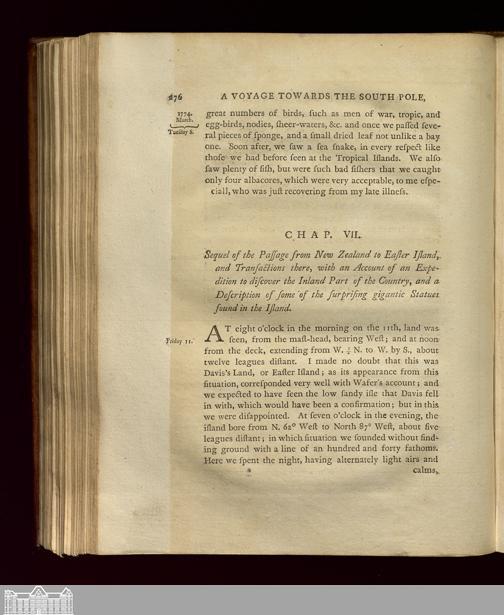 276 A VOYAGE TOWARDS THE SOUTH POLE,
1774.
March.
Tuesday 8.
great numbers of birds, ſuch as men of war, tropic, and
egg-birds, nodies, ſheer-waters, &c. and once we paſſed ſeve-
ral pieces of ſponge, and a ſmall dried leaf not unlike a bay
one. Soon after, we ſaw a ſea ſnake, in every reſpect like
thoſe we had before ſeen at the Tropical Iſlands. We alſo
ſaw plenty of fiſh, but were ſuch bad fiſhers that we caught
only four albacores, which were very acceptable, to me eſpe-
ciall, who was juſt recovering from my late illneſs.
CHAP. VII.
Sequel of the Paſſage from New Zealand to Eaſter Iſland,
and Tranſactions there, with an Account of an Expe-
dition to diſcover the Inland Part of the Country, and a
Deſcription of ſome of the ſurpriſing gigantic Statues
found in the Iſland.
Friday 11.
AT eight o'clock in the morning on the 11th, land was
ſeen, from the maſt-head, bearing Weſt; and at noon
from the deck, extending from W. ¾ N. to W. by S., about
twelve leagues diſtant. I made no doubt that this was
Davis's Land, or Eaſter Iſland; as its appearance from this
ſituation, correſponded very well with Wafer's account; and
we expected to have ſeen the low ſandy iſle that Davis fell
in with, which would have been a confirmation; but in this
we were diſappointed. At ſeven o'clock in the evening, the
iſland bore from N. 62° Weſt to North 87° Weſt, about five
leagues diſtant; in which ſituation we ſounded without find-
ing ground with a line of an hundred and forty fathoms.
Here we ſpent the night, having alternately light airs and
calms,